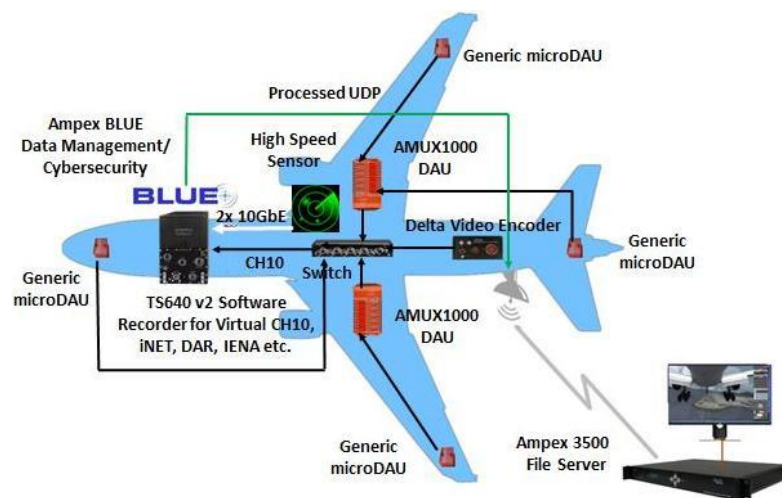 Generic microDAU
Processed UDP
Ampex BLUE
Data Management/
Cybersecurity
High Speed
Sensor
AMUX1000
DAU
BLUE
2x 10GbE
Delta Video Encoder
Generic
microDAU
CH10
Switch
Generic
microDAU
TS640 v2 Software
Recorder for Virtual CH10,
iNET, DAR, IENA etc.
AMUX1000
DAU
Generic
microDAU
Ampex 3500
File Server